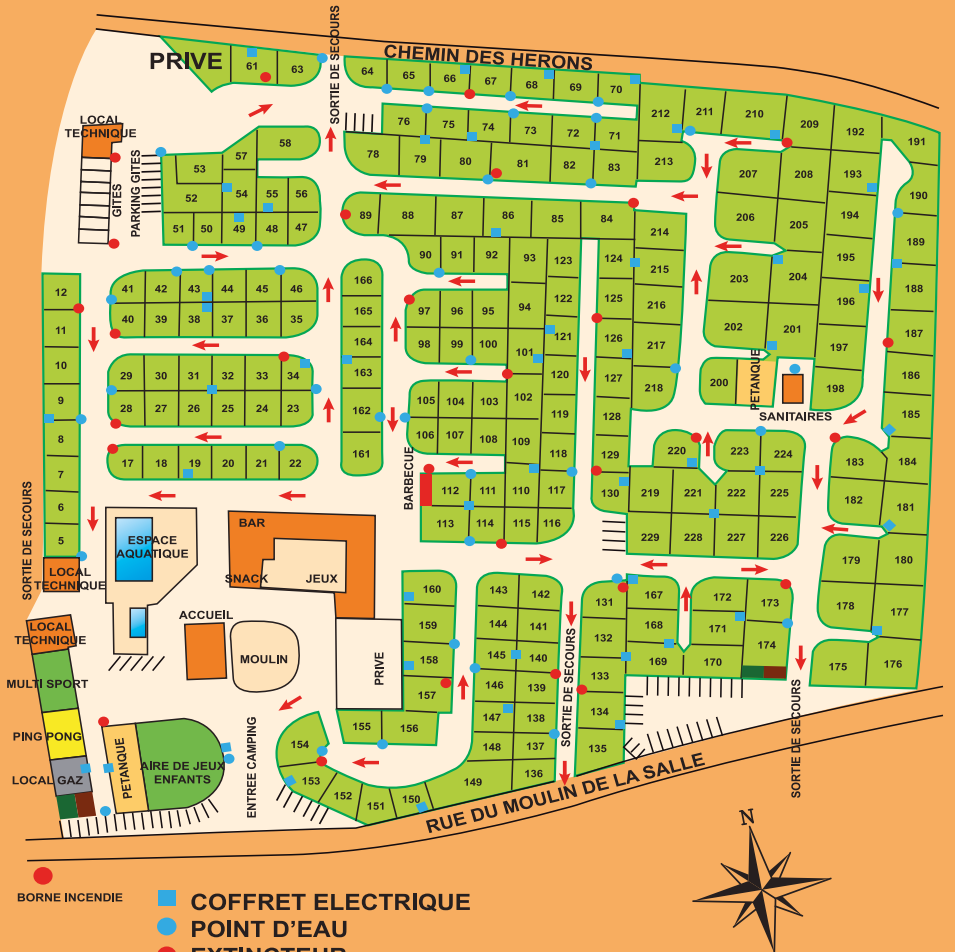 CHEMIN DES HERONS
PRIVE
61 63
SORTIE DE SECOURS
64 65 66 67 68 69 70
76 75 74 73 72 71
78 79 80 81 82 83
212 211 210 209 192 191
213
207 208 193 190
206 205 194 189
203 204 195 188
202 201 196 187
200 PETANQUE 197 186
198 185
SANITAIRES
LOCAL
TECHNIQUE
GITES
PARKING GITES
58
53 57
52 54 55 56
51 50 49 48 47
89 88 87 86 85 84
90 91 92 93 123
94 122
97 96 95 121
98 99 100 101 120
105 104 103 102 119
106 107 108 109 118
112 111 110 117
113 114 115 116
BARBECUE
124 214
125 215
126 216
127 217
128 218
129
130
166
165
164
163
162
161
12
11
10
9
8
7
6
5
41 42 43 44 45 46
40 39 38 37 36 35
29 30 31 32 33 34
28 27 26 25 24 23
17 18 19 20 21 22
220 223 224
219 221 222 225
229 228 227 226
183 184
182 181
179 180
178 177
175 176
SORTIE DE SECOURS
LOCAL
TECHNIQUE
ESPACE
AQUATIQUE
BAR
SNACK JEUX
ACCUEIL
MOULIN
PRIVE
160
159
158
157
155 156
143 142
144 141
145 140
146 139
147 138
148 137
149 136
131
132
133
134
135
SORTIE DE SECOURS
167
168
169 170
172 173
171 174
SORTIE DE SECOURS
LOCAL
TECHNIQUE
MULTI SPORT
PING PONG
LOCAL GAZ
PETANQUE
AIRE DE JEUX
ENFANTS
ENTREE CAMPING
154
153
152
151
150
RUE DU MOULIN DE LA SALLE
N
BORNE INCENDIE
COFFRET ELECTRIQUE
POINT D'EAU
EXTINCTEUR